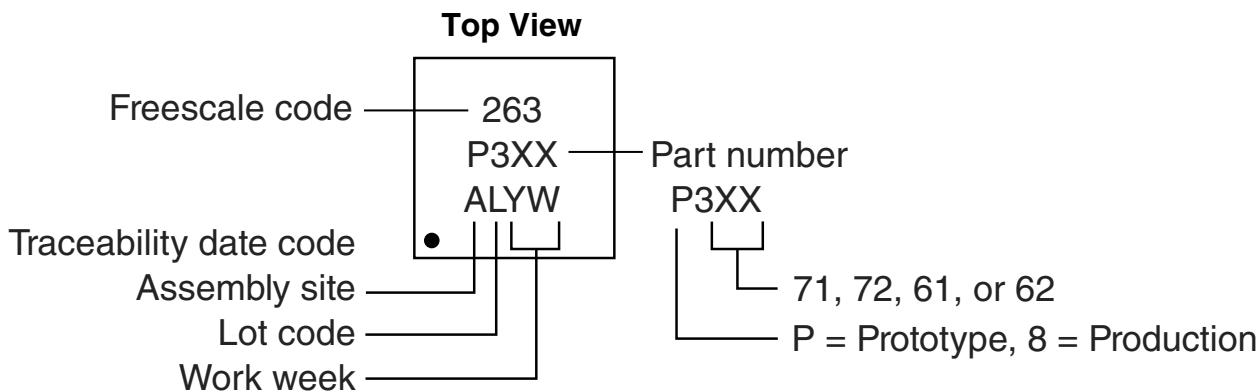 Top View
Freescale code
263
P3XX
Part number
ALYW
P3XX
Traceability date code
Assembly site
71, 72, 61, or 62
Lot code
P = Prototype, 8 = Production
Work week